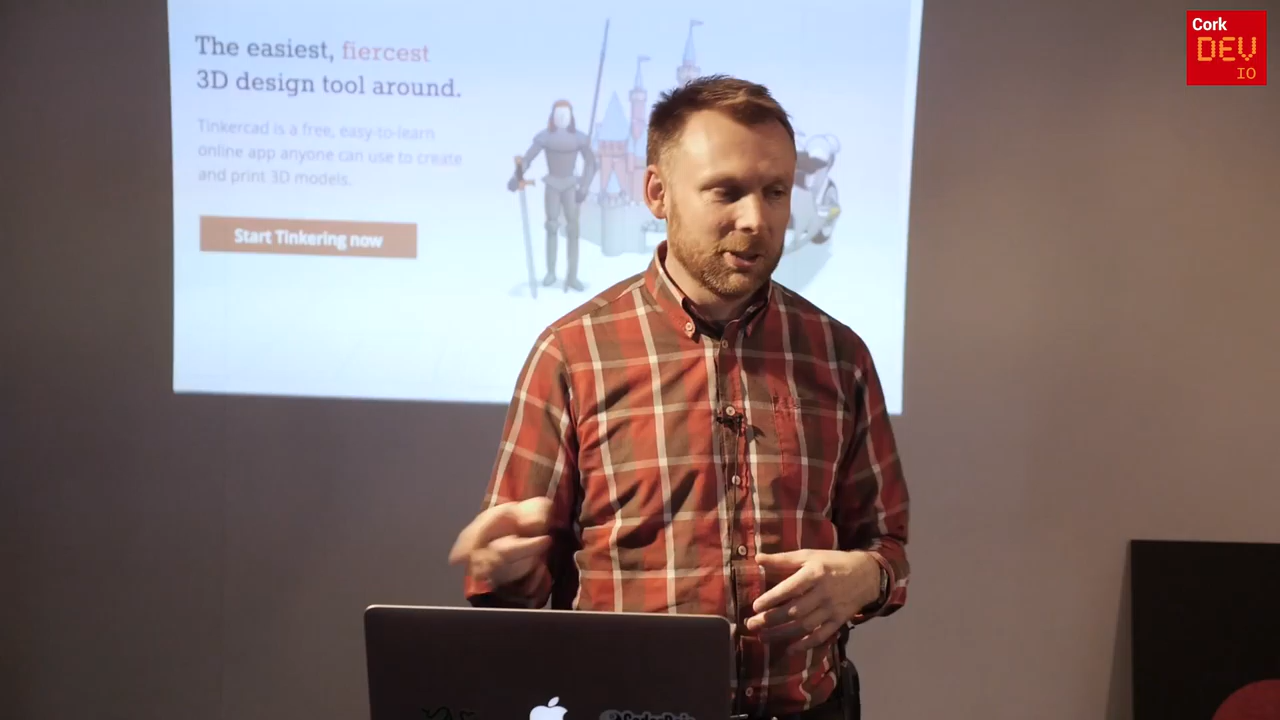 The easiest, fiercest
3D design tool around.
Tinkercad is a free, easy-to-learn
online app anyone can use to create
and print 3D models.
Start Tinkering now
Cork
DEV
IO